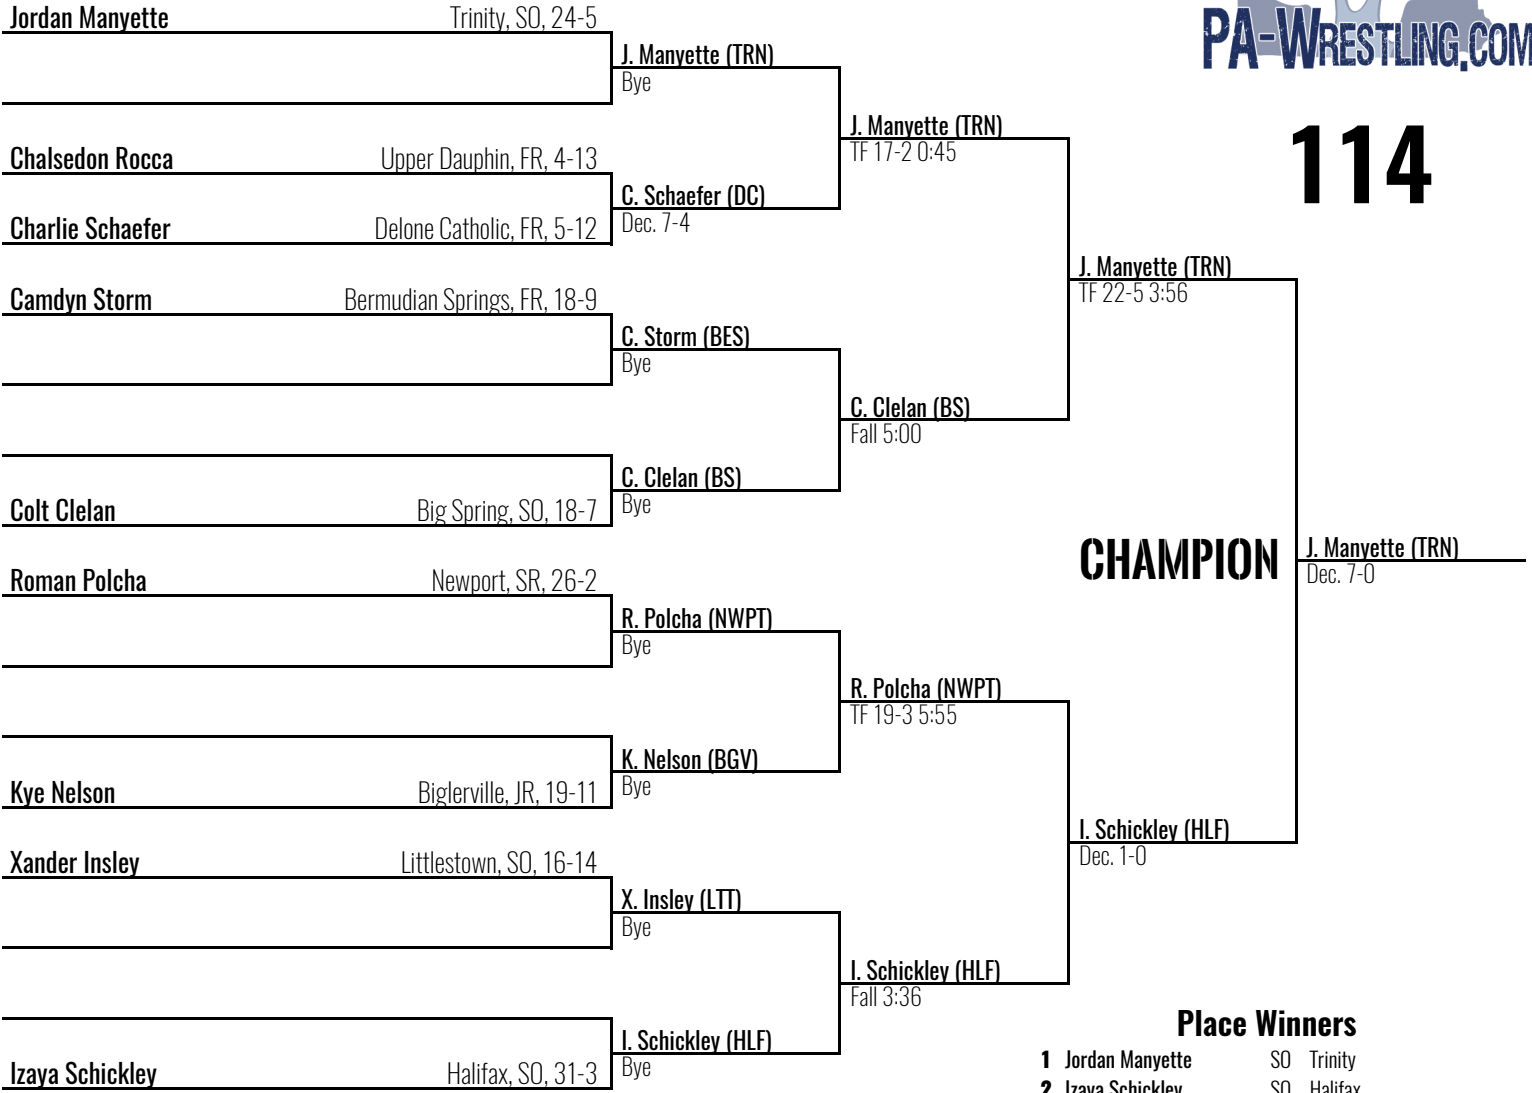 Jordan Manyette Trinity, SO, 24-5
J. Manyette (TRN)
Bye
PA-WRESTLING.COM
114
J. Manyette (TRN)
TF 17-2 0:45
Chalsedon Rocca Upper Dauphin, FR, 4-13
C. Schaefer (DC)
Dec. 7-4
Charlie Schaefer Delone Catholic, FR, 5-12
J. Manyette (TRN)
TF 22-5 3:56
Camdyn Storm Bermudian Springs, FR, 18-9
C. Storm (BES)
Bye
C. Clelan (BS)
Fall 5:00
C. Clelan (BS)
Bye
Colt Clelan Big Spring, SO, 18-7
CHAMPION
J. Manyette (TRN)
Dec. 7-0
Roman Polcha Newport, SR, 26-2
R. Polcha (NWPT)
Bye
R. Polcha (NWPT)
TF 19-3 5:55
K. Nelson (BGV)
Bye
Kye Nelson Biglerville, JR, 19-11
I. Schickley (HLF)
Dec. 1-0
Xander Insley Littlestown, SO, 16-14
X. Insley (LTT)
Bye
I. Schickley (HLF)
Fall 3:36
I. Schickley (HLF)
Bye
Izaya Schickley Halifax, SO, 31-3
Place Winners
1 Jordan Manyette SO Trinity
2 Izaya Schickley SO Halifax